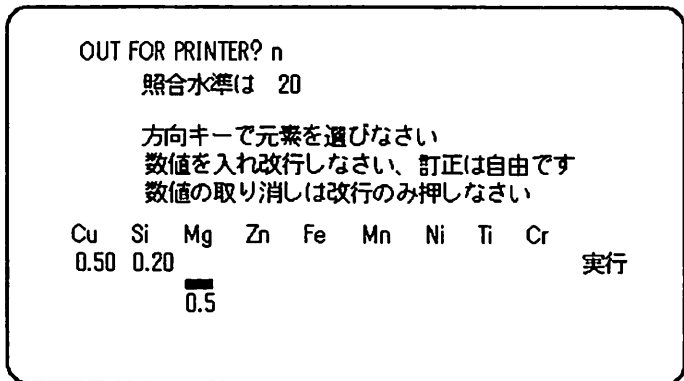 OUT FOR PRINTER? n
照合水準は 20
方向キーで元素を選びなさい
数値を入れ改行しなさい、訂正は自由です
数値の取り消しは改行のみ押しなさい
Cu Si Mg Zn Fe Mn Ni Ti Cr
0.50 0.20 実行
0.5